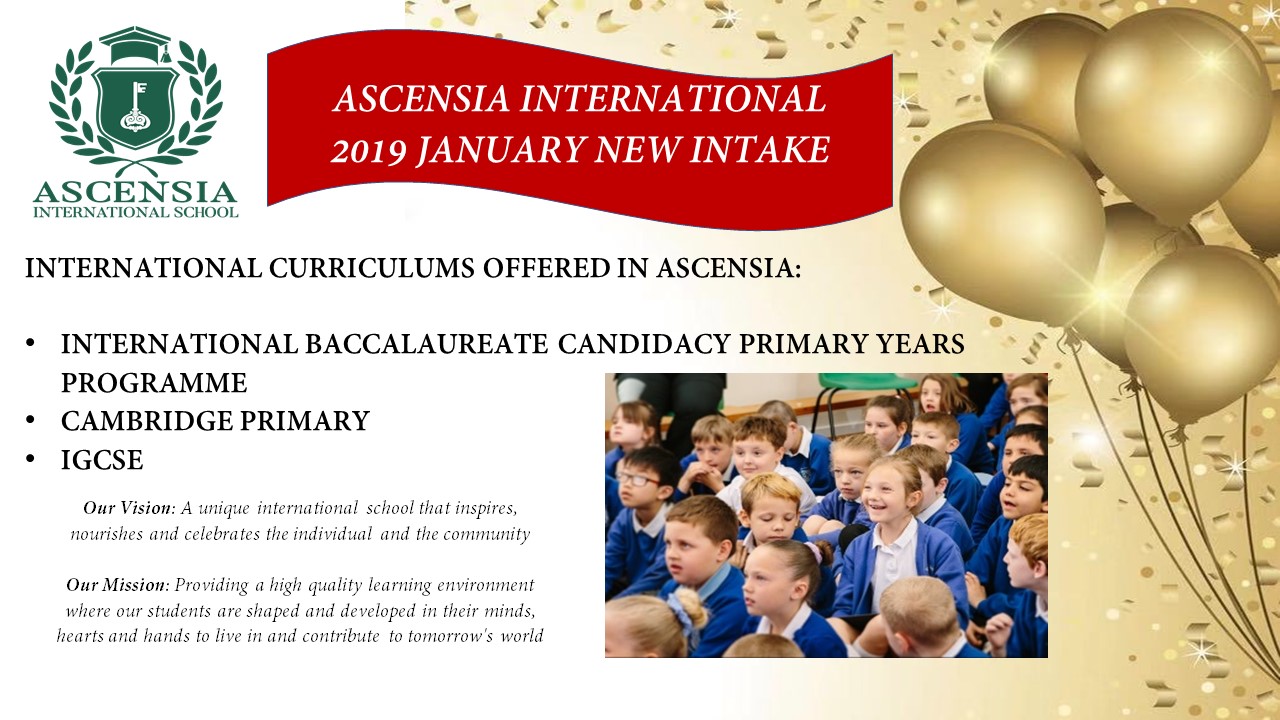 ASCENSIA
INTERNATIONAL SCHOOL
ASCENSIA INTERNATIONAL
2019 JANUARY NEW INTAKE
INTERNATIONAL CURRICULUMS OFFERED IN ASCENSIA:
• INTERNATIONAL BACCALAUREATE CANDIDACY PRIMARY YEARS
PROGRAMME
• CAMBRIDGE PRIMARY
• IGCSE
Our Vision: A unique international school that inspires,
nourishes and celebrates the individual and the community
Our Mission: Providing a high quality learning environment
where our students are shaped and developed in their minds,
hearts and hands to live in and contribute to tomorrow's world